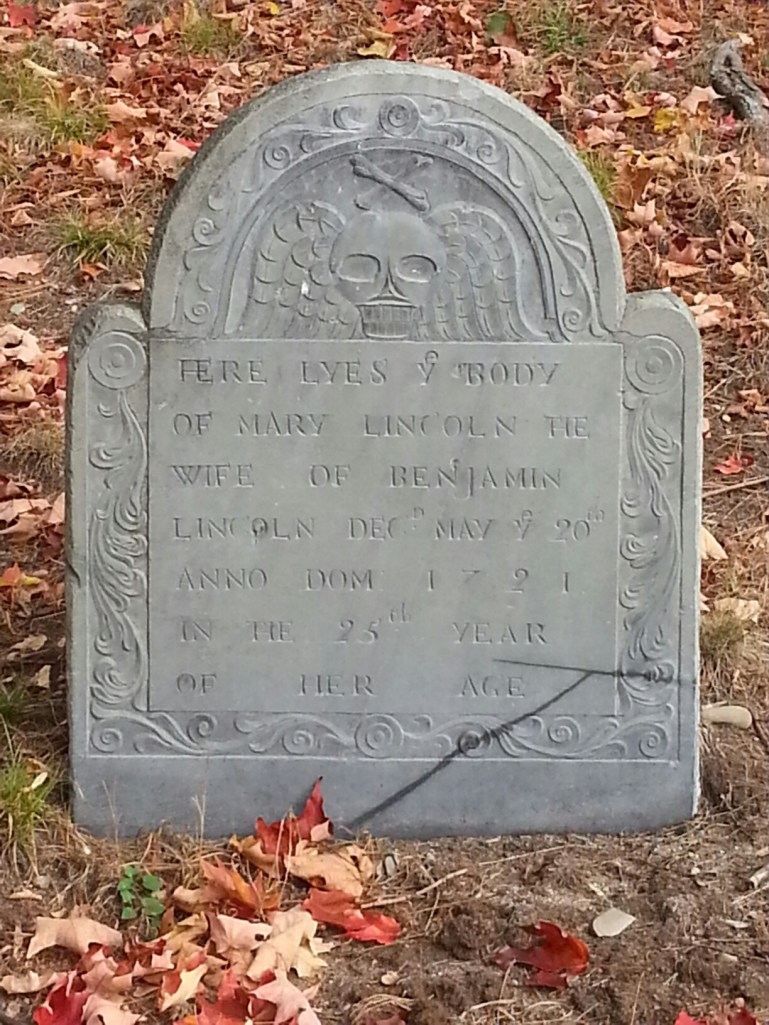 HERE LYES yᵉ BODY
OF MARY LINCOLN THE
WIFE OF BENJAMIN
LINCOLN DECᴰ MAY yᵉ 20th
ANNO DOM: 1721
IN THE 25th YEAR
OF HER AGE